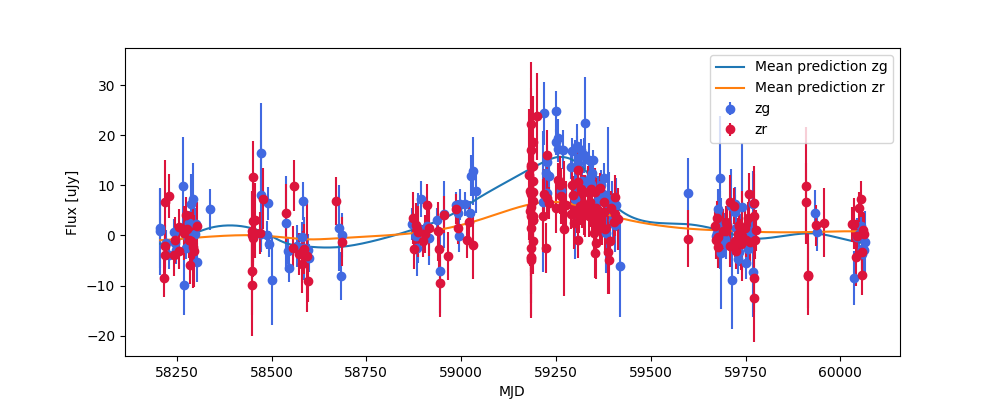 Mean prediction zg
Mean prediction zr
zg
zr
30
20
10
0
−10
−20
Flux [uJy]
58250
58500
58750
59000
59250
59500
59750
60000
MJD